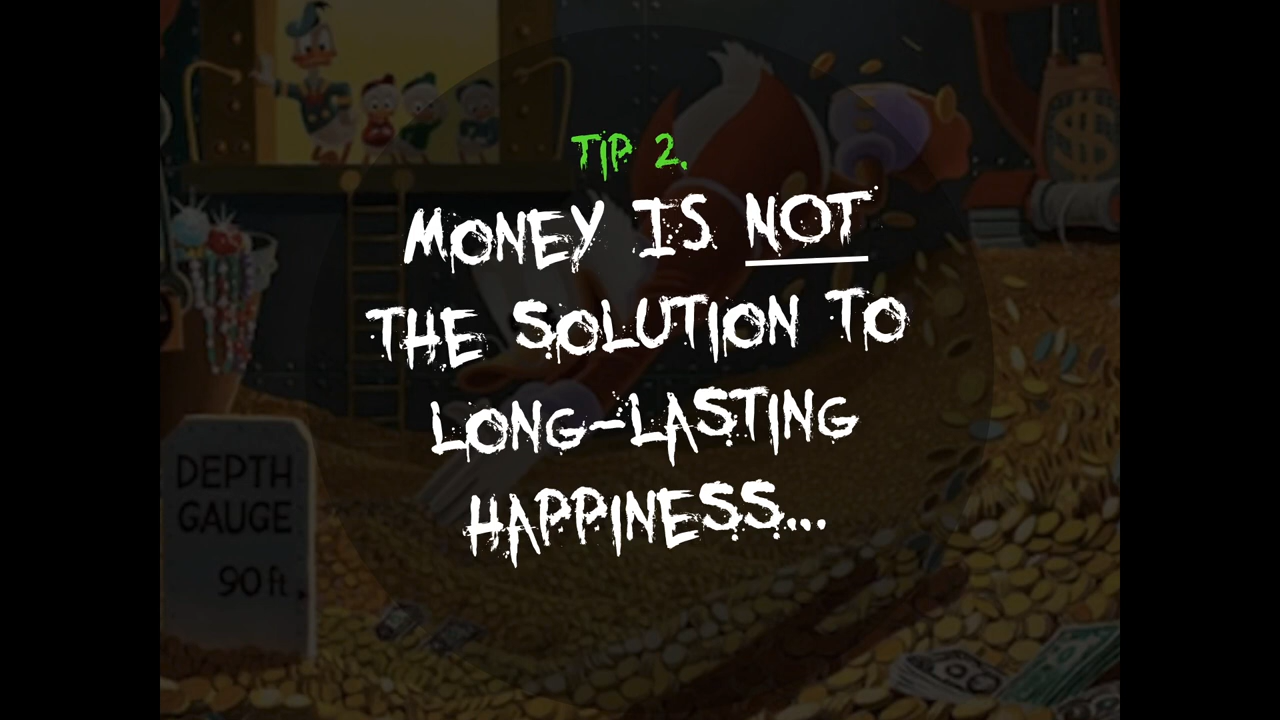 TIP 2.
MONEY IS NOT
THE SOLUTION TO
LONG-LASTING
HAPPINESS...
DEPTH
GAUGE
90 ft.
$